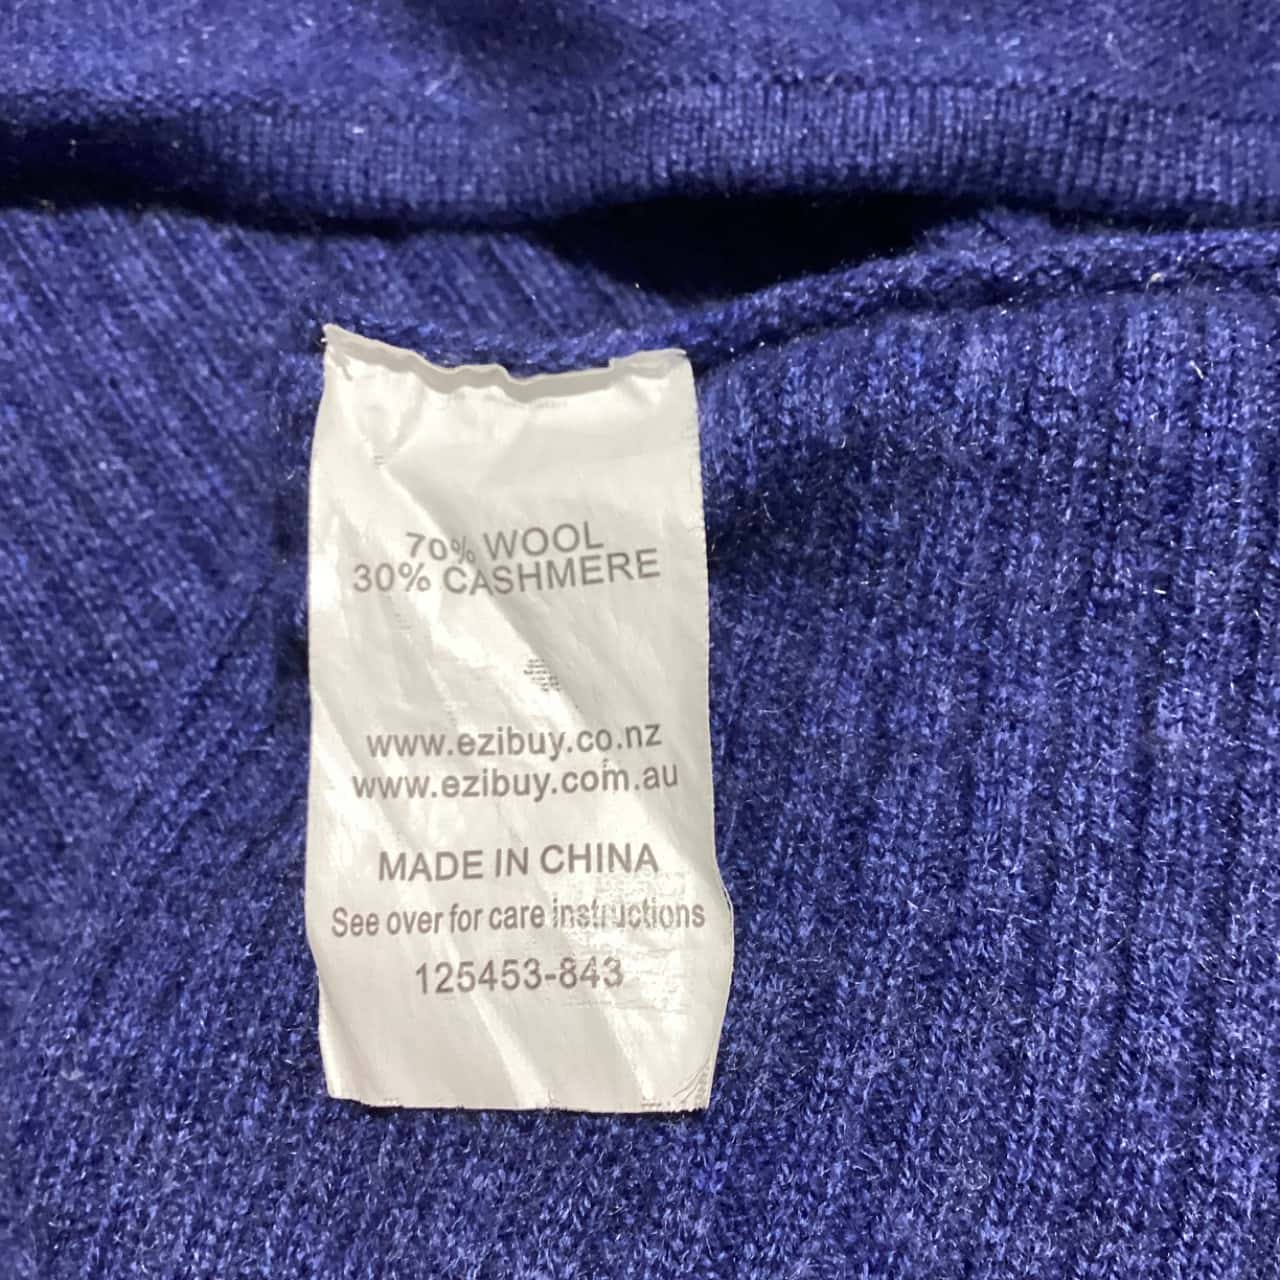 70% WOOL
30% CASHMERE
www.ezibuy.co.nz
www.ezibuy.com.au
MADE IN CHINA
See over for care instructions
125453-843